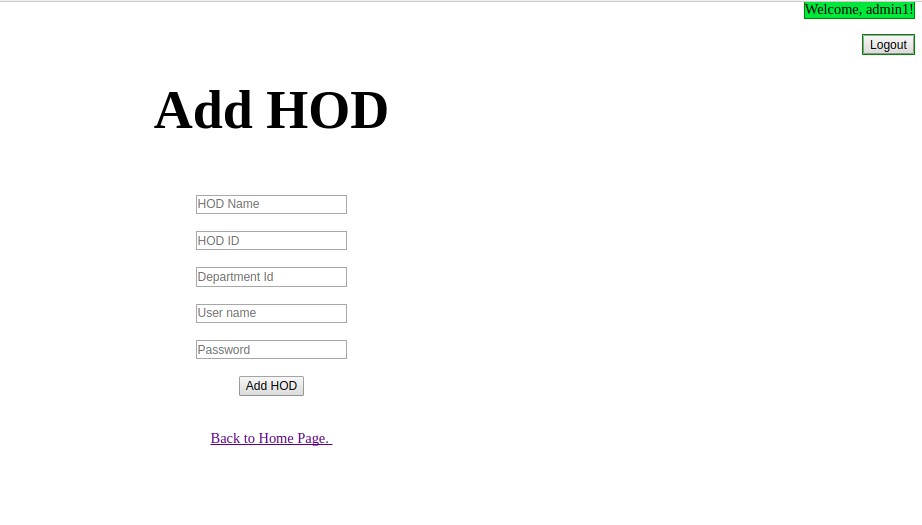 Welcome, admin1!
Logout
Add HOD
HOD Name
HOD ID
Department Id
User name
Password
Add HOD
Back to Home Page.